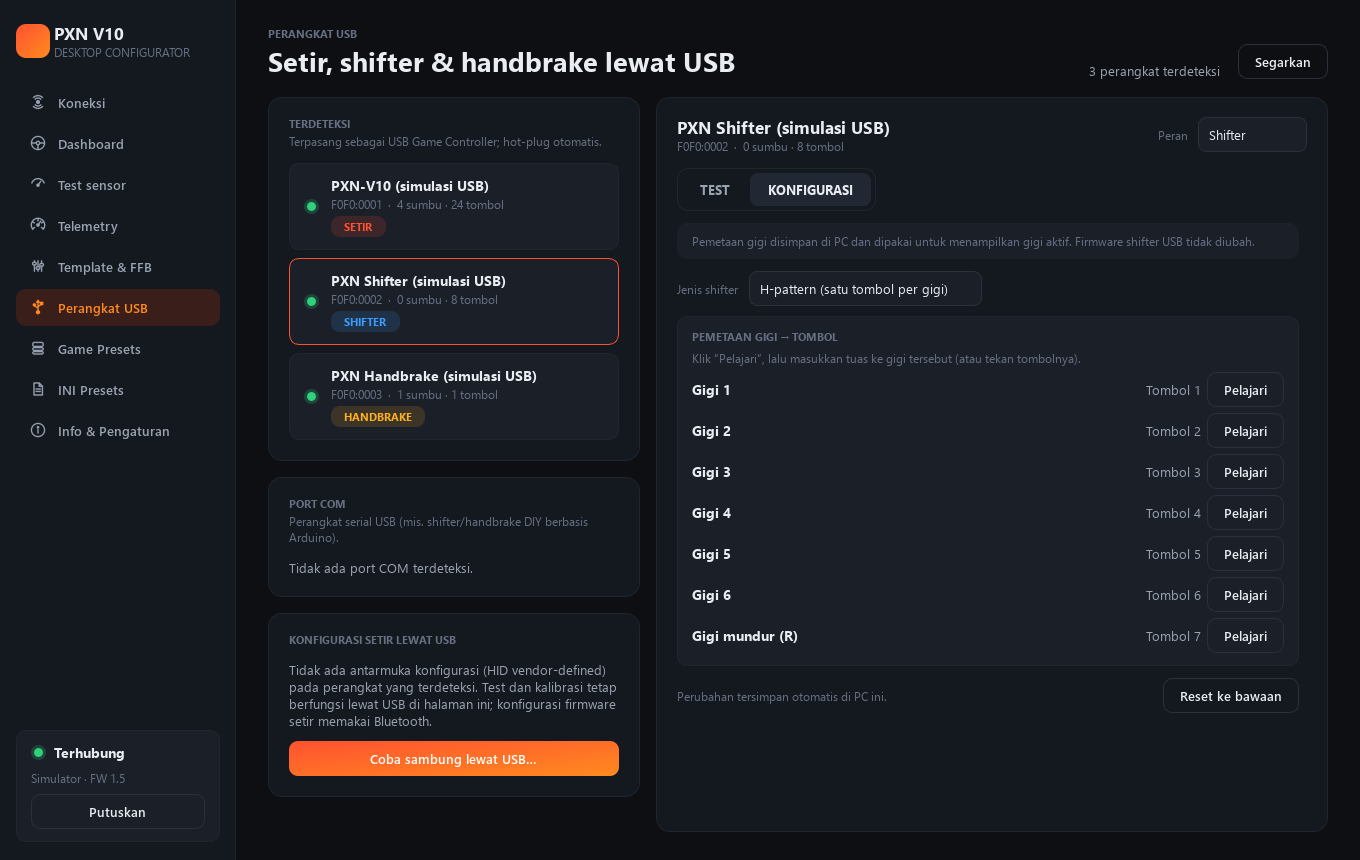 PXN V10
DESKTOP CONFIGURATOR
Koneksi
Dashboard
Test sensor
Telemetry
Template & FFB
Perangkat USB
Game Presets
INI Presets
Info & Pengaturan
Terhubung
Simulator · FW 1.5
Putuskan
PERANGKAT USB
Setir, shifter & handbrake lewat USB
3 perangkat terdeteksi
Segarkan
TERDETEKSI
Terpasang sebagai USB Game Controller; hot-plug otomatis.
PXN-V10 (simulasi USB)
F0F0:0001 · 4 sumbu · 24 tombol
SETIR
PXN Shifter (simulasi USB)
F0F0:0002 · 0 sumbu · 8 tombol
SHIFTER
PXN Handbrake (simulasi USB)
F0F0:0003 · 1 sumbu · 1 tombol
HANDBRAKE
PORT COM
Perangkat serial USB (mis. shifter/handbrake DIY berbasis
Arduino).
Tidak ada port COM terdeteksi.
KONFIGURASI SETIR LEWAT USB
Tidak ada antarmuka konfigurasi (HID vendor-defined)
pada perangkat yang terdeteksi. Test dan kalibrasi tetap
berfungsi lewat USB di halaman ini; konfigurasi firmware
setir memakai Bluetooth.
Coba sambung lewat USB...
PXN Shifter (simulasi USB)
F0F0:0002 · 0 sumbu · 8 tombol
Peran
Shifter
TEST
KONFIGURASI
Pemetaan gigi disimpan di PC dan dipakai untuk menampilkan gigi aktif. Firmware shifter USB tidak diubah.
Jenis shifter
H-pattern (satu tombol per gigi)
PEMETAAN GIGI → TOMBOL
Klik “Pelajari”, lalu masukkan tuas ke gigi tersebut (atau tekan tombolnya).
Gigi 1 Tombol 1 Pelajari
Gigi 2 Tombol 2 Pelajari
Gigi 3 Tombol 3 Pelajari
Gigi 4 Tombol 4 Pelajari
Gigi 5 Tombol 5 Pelajari
Gigi 6 Tombol 6 Pelajari
Gigi mundur (R) Tombol 7 Pelajari
Perubahan tersimpan otomatis di PC ini.
Reset ke bawaan